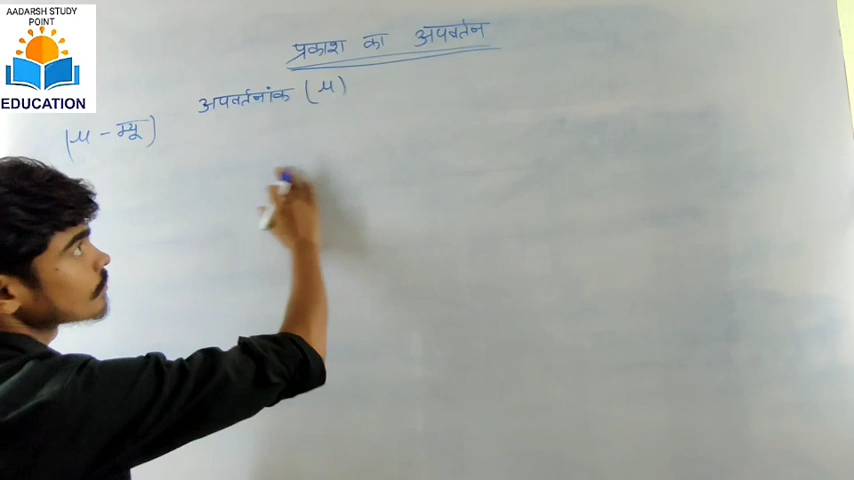 AADARSH STUDY
POINT
EDUCATION
प्रकाश का अपवर्तन
अपवर्तनांक (μ)
(μ - म्यू)